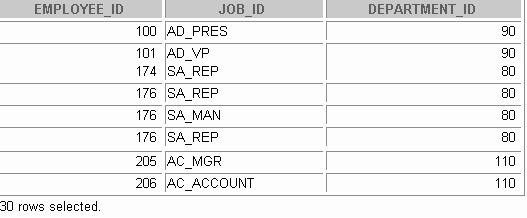 EMPLOYEE_ID JOB_ID DEPARTMENT_ID
100 AD_PRES 90
101 AD_VP 90
174 SA_REP 80
176 SA_REP 80
176 SA_MAN 80
176 SA_REP 80
205 AC_MGR 110
206 AC_ACCOUNT 110
30 rows selected.